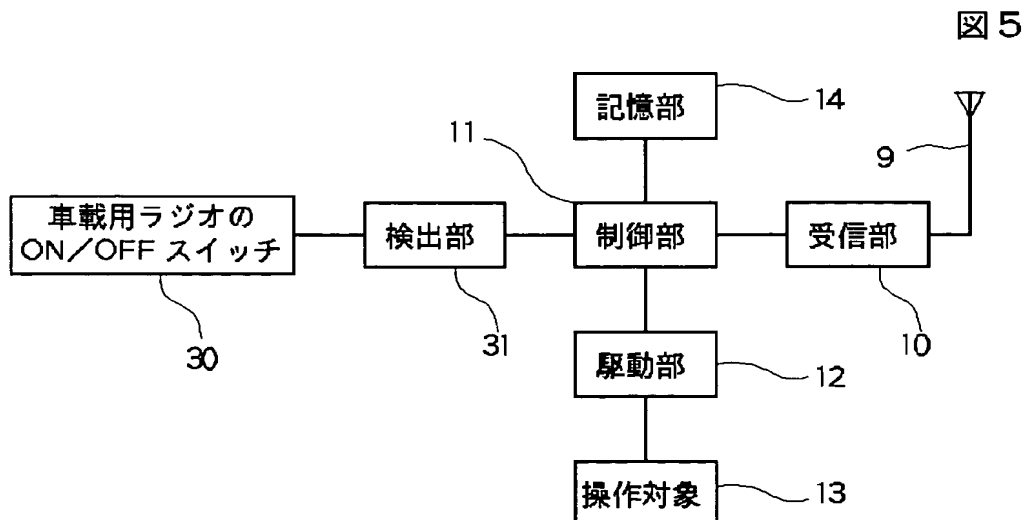 図5
記憶部
14
11
9
車載用ラジオの
ON／OFF スイッチ
検出部
制御部
受信部
30
31
10
駆動部
12
操作対象
13